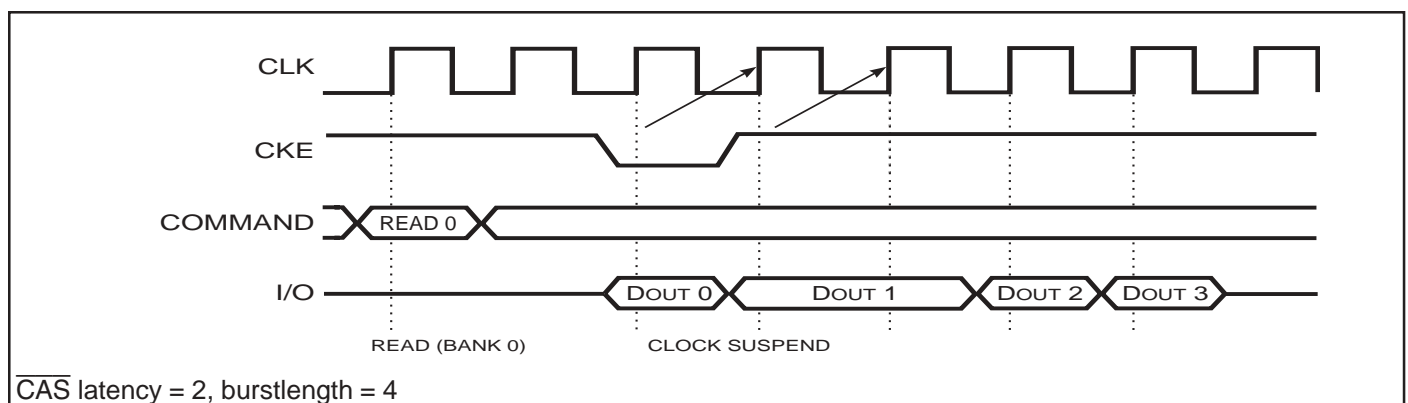 CLK
CKE
COMMAND READ 0
I/O DOUT 0 DOUT 1 DOUT 2 DOUT 3
READ (BANK 0) CLOCK SUSPEND
CAS latency = 2, burstlength = 4